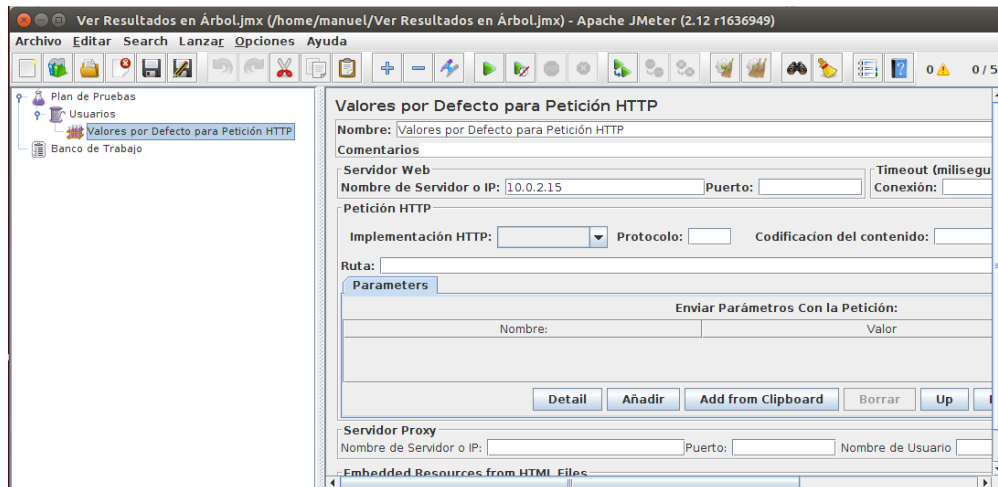 Ver Resultados en Árbol.jmx (/home/manuel/Ver Resultados en Árbol.jmx) - Apache JMeter (2.12 r1636949)
Archivo Editar Search Lanzar Opciones Ayuda
0 0 / 5
Plan de Pruebas
Usuarios
Valores por Defecto para Petición HTTP
Banco de Trabajo
Valores por Defecto para Petición HTTP
Nombre: Valores por Defecto para Petición HTTP
Comentarios
Servidor Web
Timeout (milisegu
Nombre de Servidor o IP: 10.0.2.15 Puerto: Conexión:
Petición HTTP
Implementación HTTP: Protocolo: Codificacíon del contenido:
Ruta:
Parameters
Enviar Parámetros Con la Petición:
Nombre: Valor
Detail Añadir Add from Clipboard Borrar Up
Servidor Proxy
Nombre de Servidor o IP: Puerto: Nombre de Usuario
Embedded Resources from HTML Files